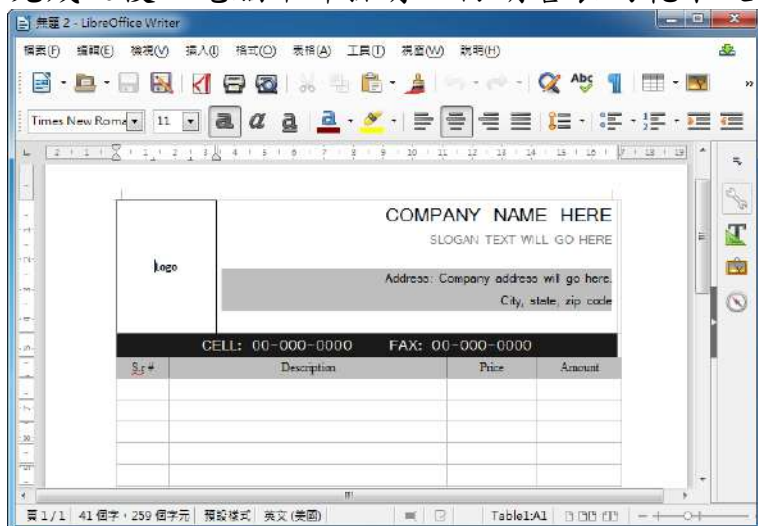 無題 2 - LibreOffice Writer
檔案(F) 編輯(E) 檢視(V) 插入(I) 格式(O) 表格(A) 工具(T) 視窗(W) 說明(H)
Times New Roma 11
Logo
COMPANY NAME HERE
SLOGAN TEXT WILL GO HERE
Address: Company address will go here.
City, state, zip code
CELL: 00-000-0000 FAX: 00-000-0000
S.r # Description Price Amount
頁 1 / 1 41 個字，259 個字元 預設樣式 英文 (美國) Table1:A1